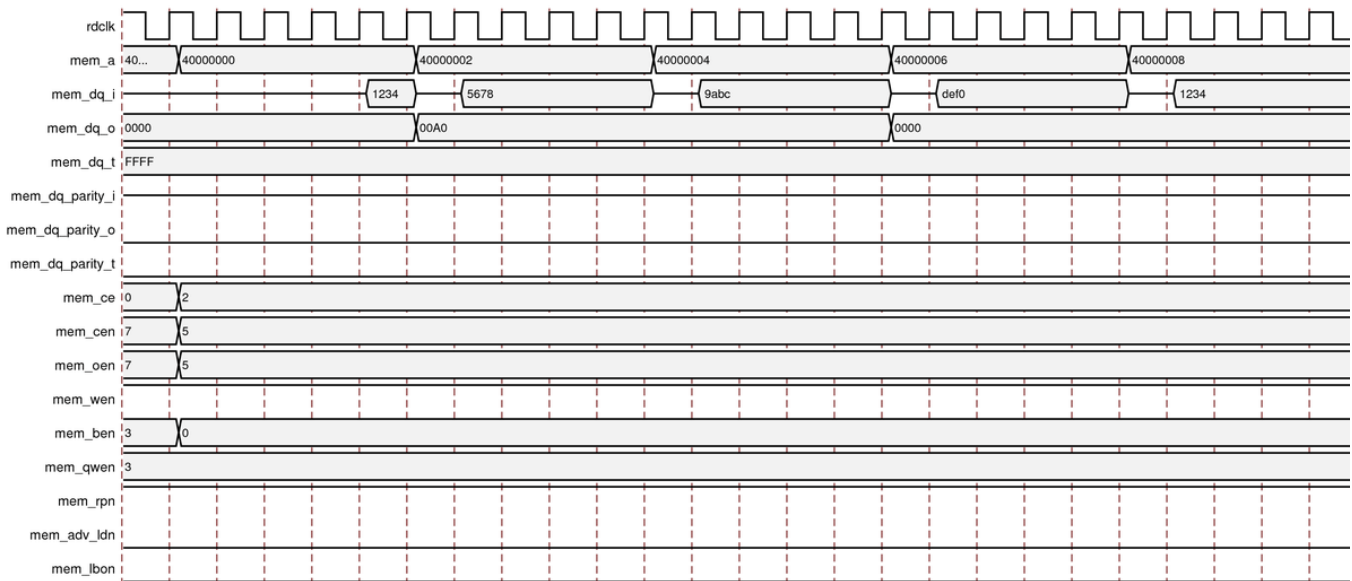 rdclk
mem_a 40... 40000000 40000002 40000004 40000006 40000008
mem_dq_i 1234 5678 9abc def0 1234
mem_dq_o 0000 00A0 0000
mem_dq_t FFFF
mem_dq_parity_i
mem_dq_parity_o
mem_dq_parity_t
mem_ce 0 2
mem_cen 7 5
mem_oen 7 5
mem_wen
mem_ben 3 0
mem_qwen 3
mem_rpn
mem_adv_ldn
mem_lbon